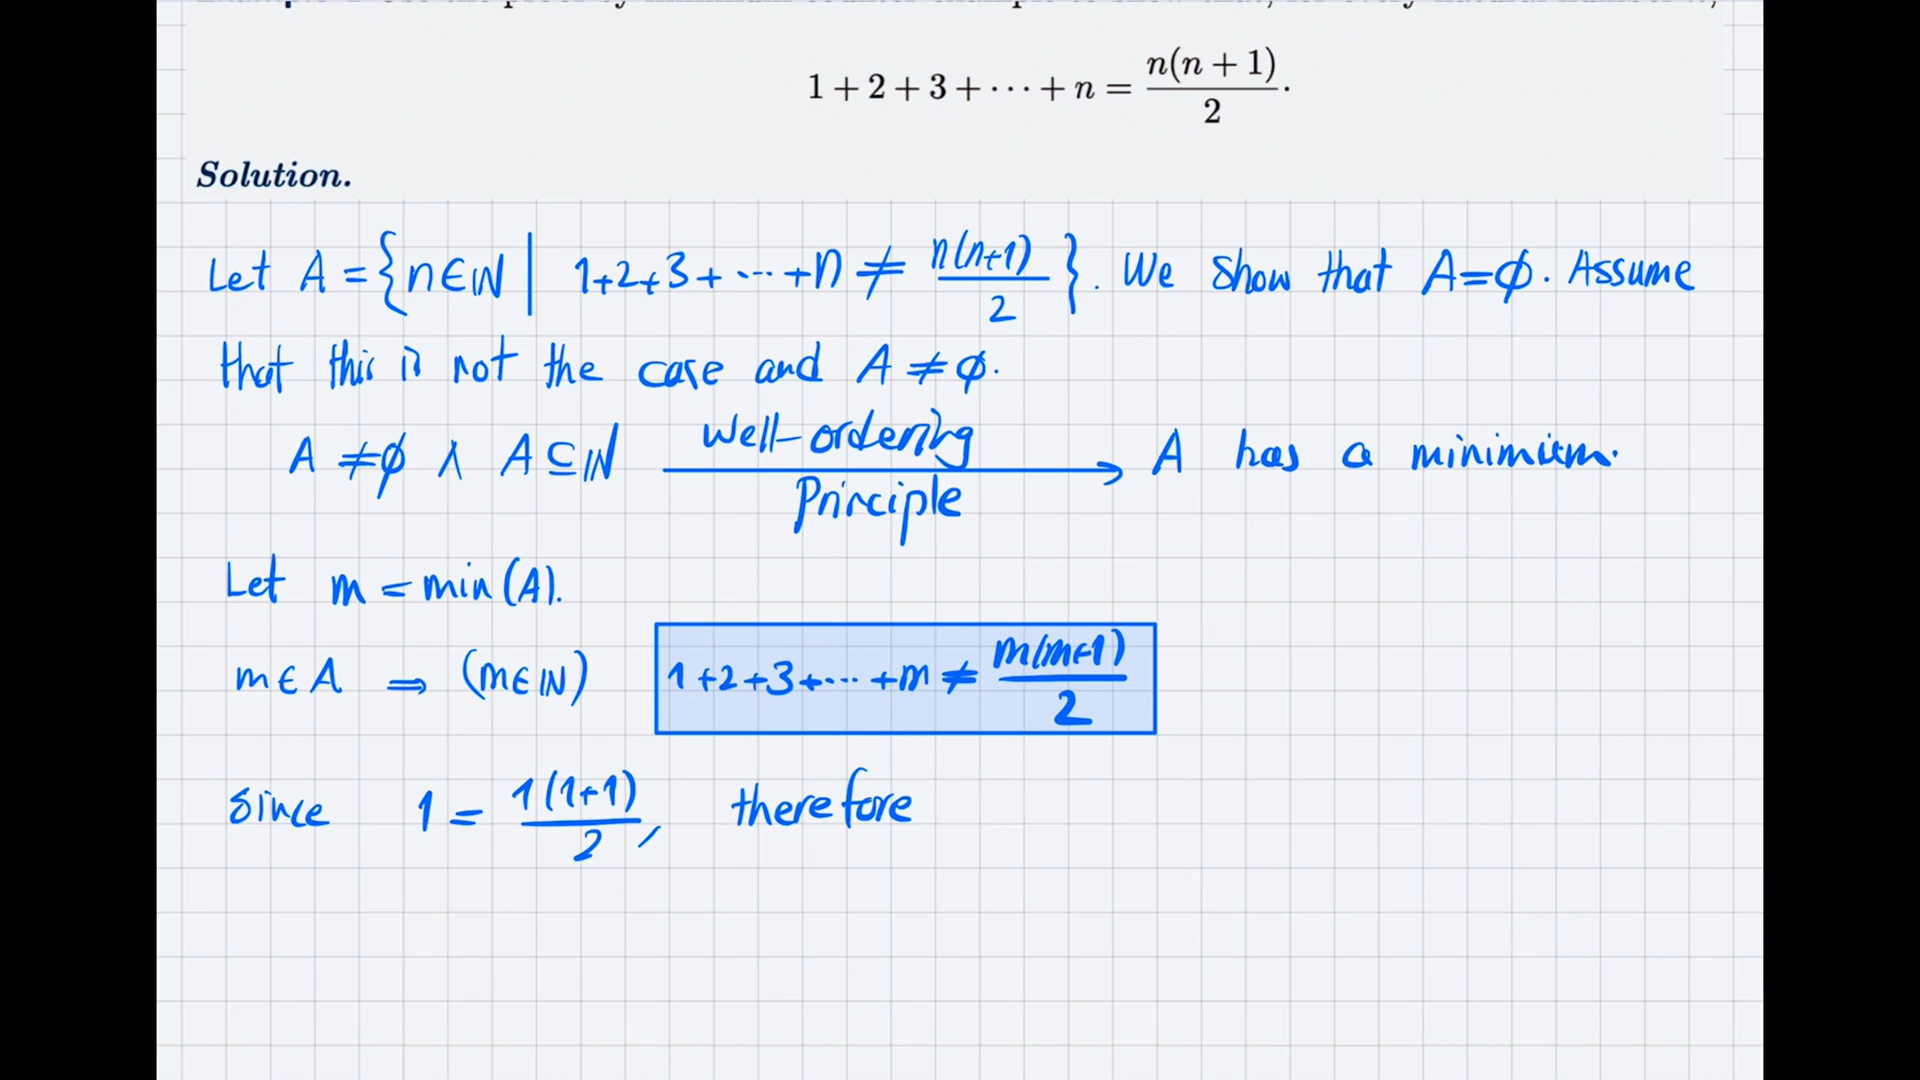 1 + 2 + 3 + ··· + n = n(n + 1)/2.
Solution.
Let A = {n∈ℕ | 1+2+3+ ··· +n ≠ n(n+1)/2}. We show that A=∅. Assume
that this is not the case and A ≠ ∅.
A ≠ ∅ ∧ A ⊆ ℕ Well-ordering Principle → A has a minimum.
Let m = min(A).
m∈A ⇒ (m∈ℕ) 1+2+3+···+m ≠ m(m+1)/2
Since 1 = 1(1+1)/2, therefore